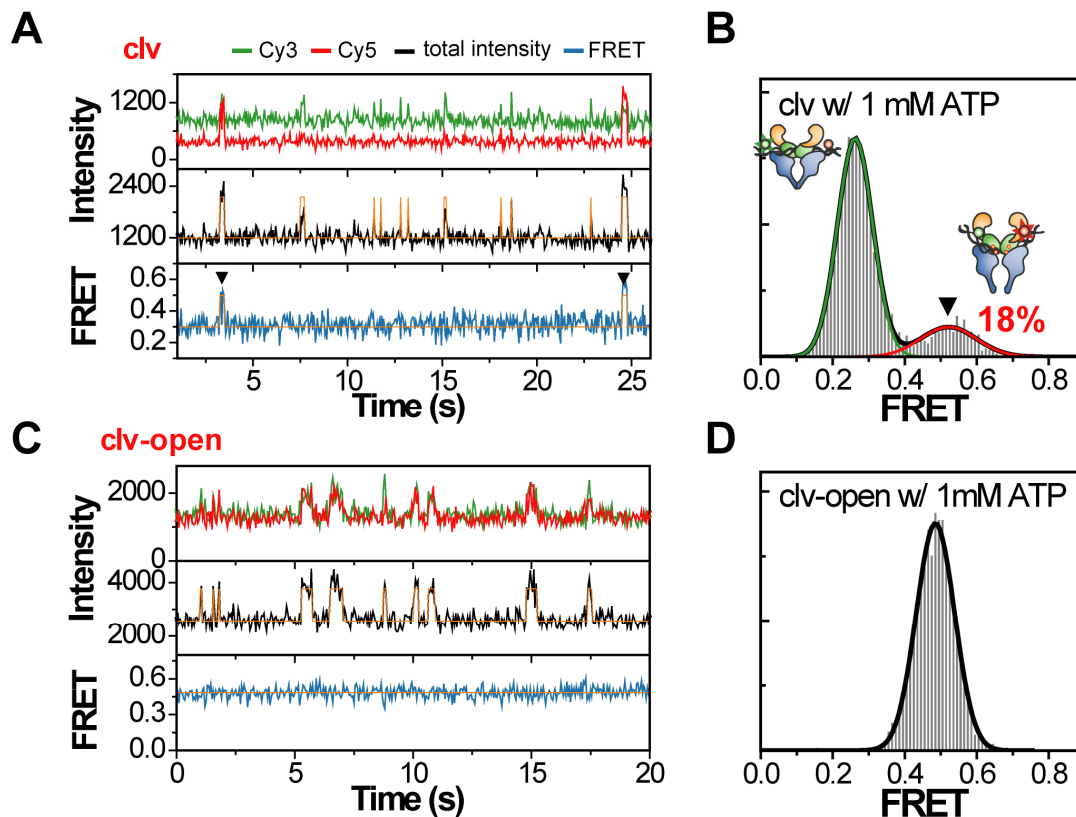 A
clv
Cy3 Cy5 total intensity FRET
1200
0
2400
1200
Intensity
0.6
0.4
0.2
FRET
5 10 15 20 25
Time (s)
B
clv w/ 1 mM ATP
18%
0.0 0.2 0.4 0.6 0.8
FRET
C
clv-open
2000
0
4000
2000
Intensity
0.6
0.3
0.0
FRET
0 5 10 15 20
Time (s)
D
clv-open w/ 1mM ATP
0.0 0.2 0.4 0.6 0.8
FRET